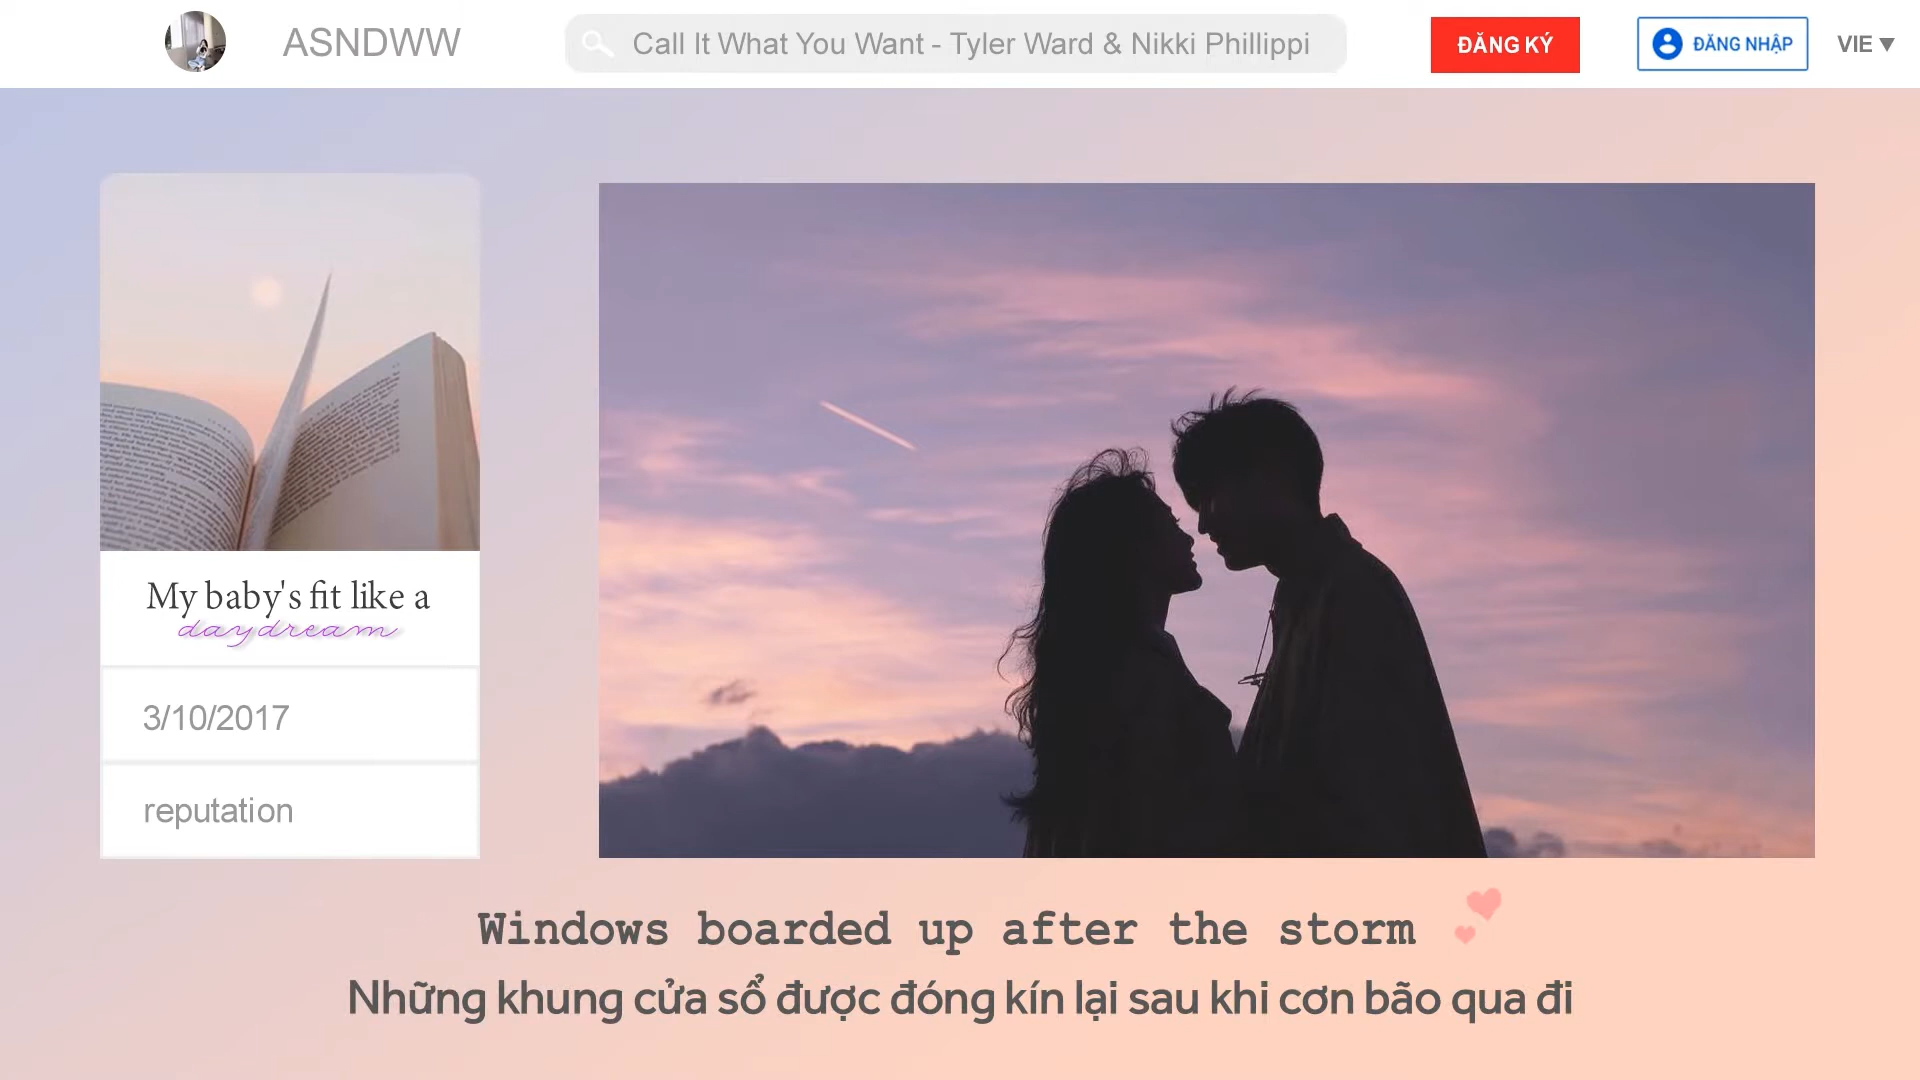 ASNDWW
Call It What You Want - Tyler Ward & Nikki Phillippi
ĐĂNG KÝ
ĐĂNG NHẬP
VIE ▼
My baby's fit like a
daydream
3/10/2017
reputation
Windows boarded up after the storm
Những khung cửa sổ được đóng kín lại sau khi cơn bão qua đi